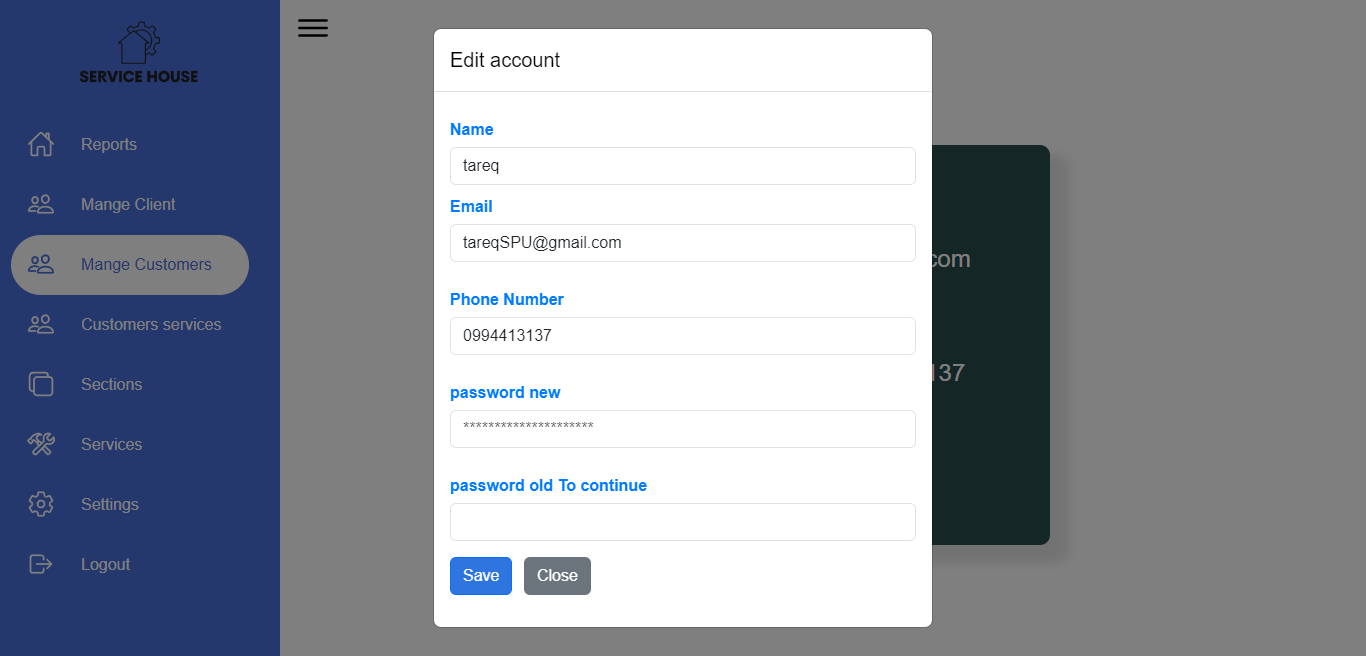 SERVICE HOUSE
Reports
Mange Client
Mange Customers
Customers services
Sections
Services
Settings
Logout
Edit account
Name
tareq
Email
tareqSPU@gmail.com
Phone Number
0994413137
password new
*********************
password old To continue
Save Close
com
137